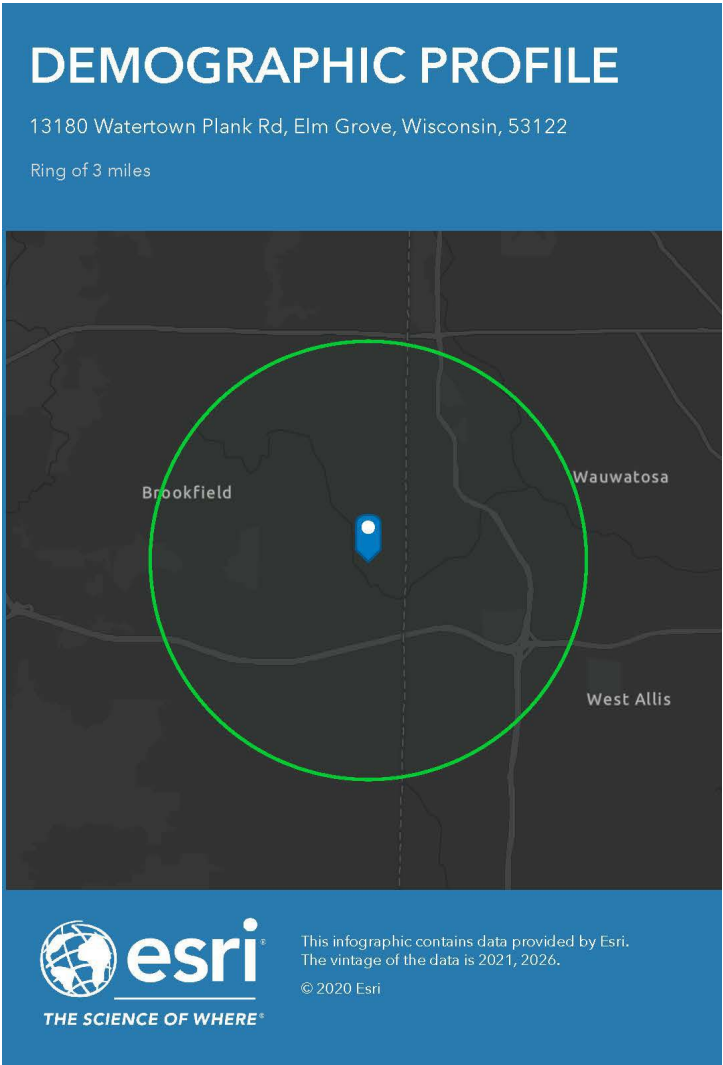 DEMOGRAPHIC PROFILE
13180 Watertown Plank Rd, Elm Grove, Wisconsin, 53122
Ring of 3 miles
Wauwatosa
Brookfield
West Allis
esri®
THE SCIENCE OF WHERE®
This infographic contains data provided by Esri.
The vintage of the data is 2021, 2026.
© 2020 Esri